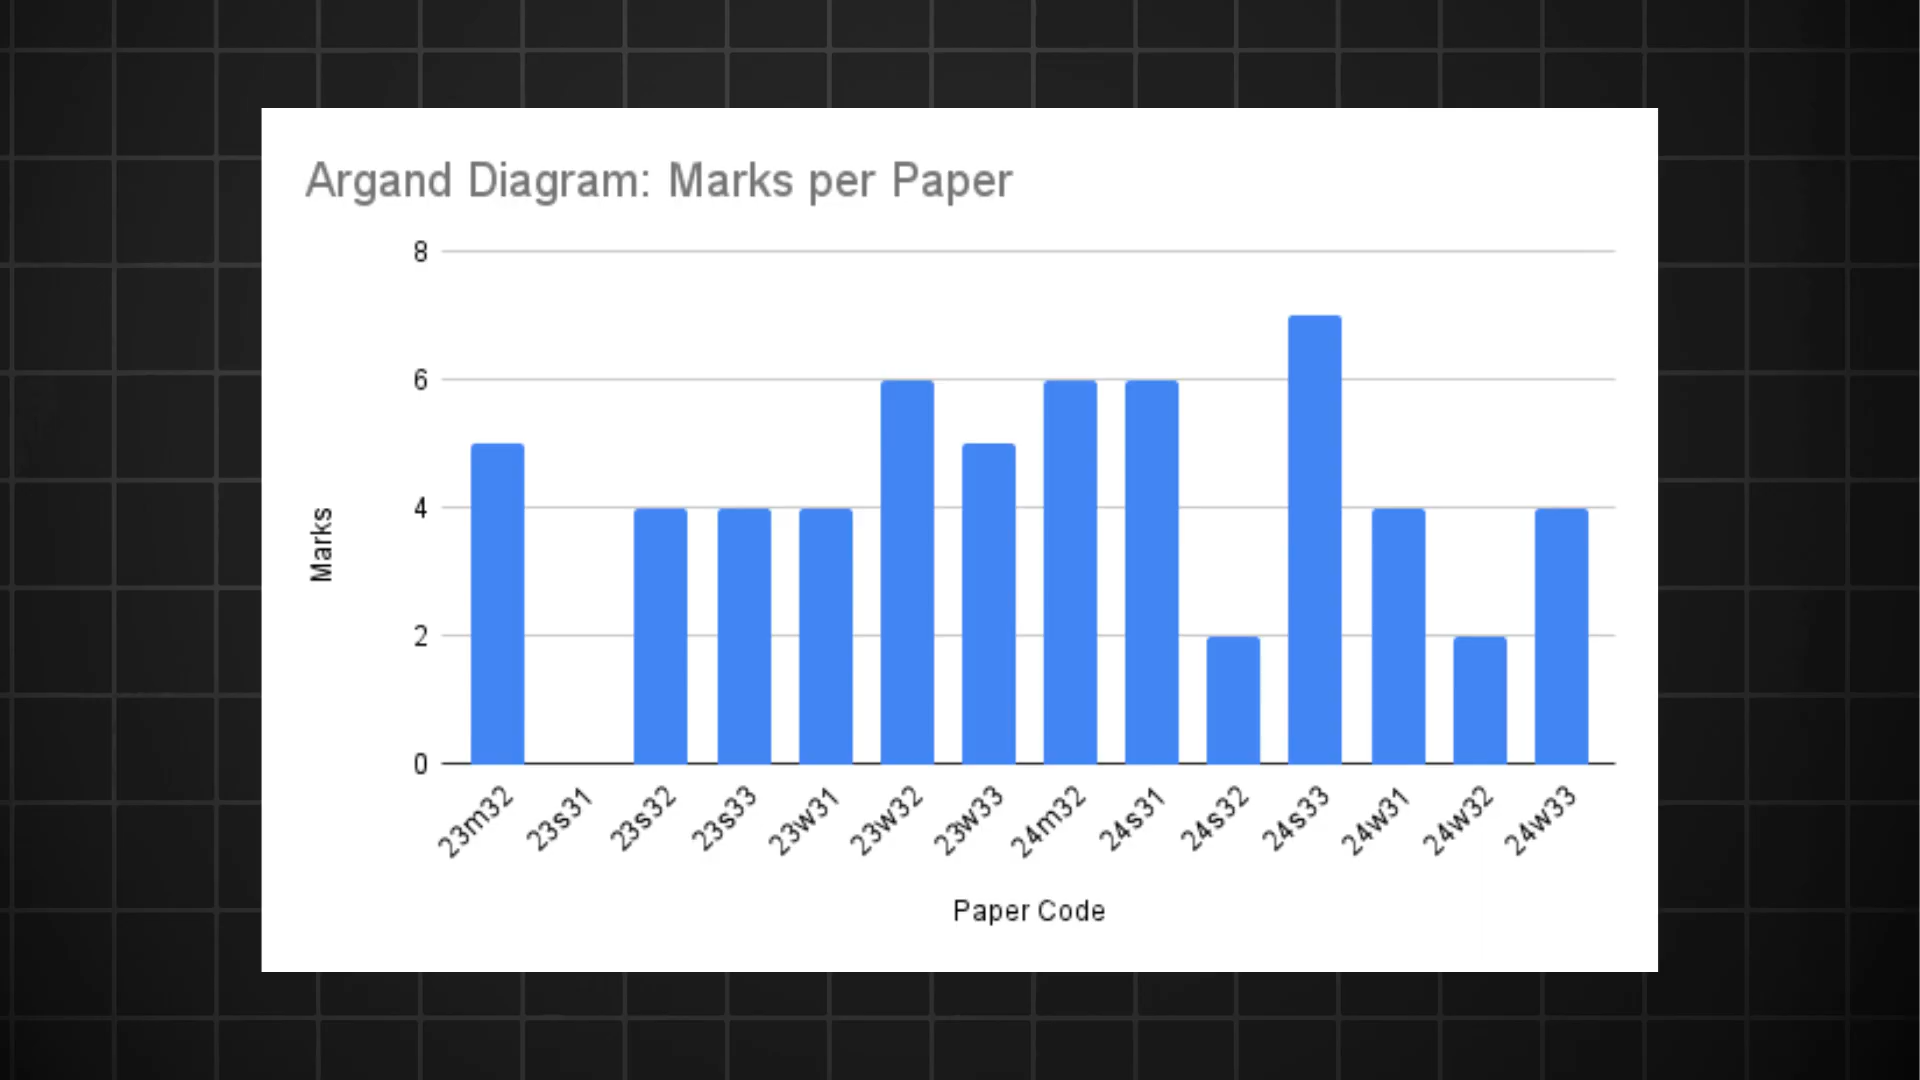 Argand Diagram: Marks per Paper
8
6
4
2
0
Marks
23m32
23s31
23s32
23s33
23w31
23w32
23w33
24m32
24s31
24s32
24s33
24w31
24w32
24w33
Paper Code